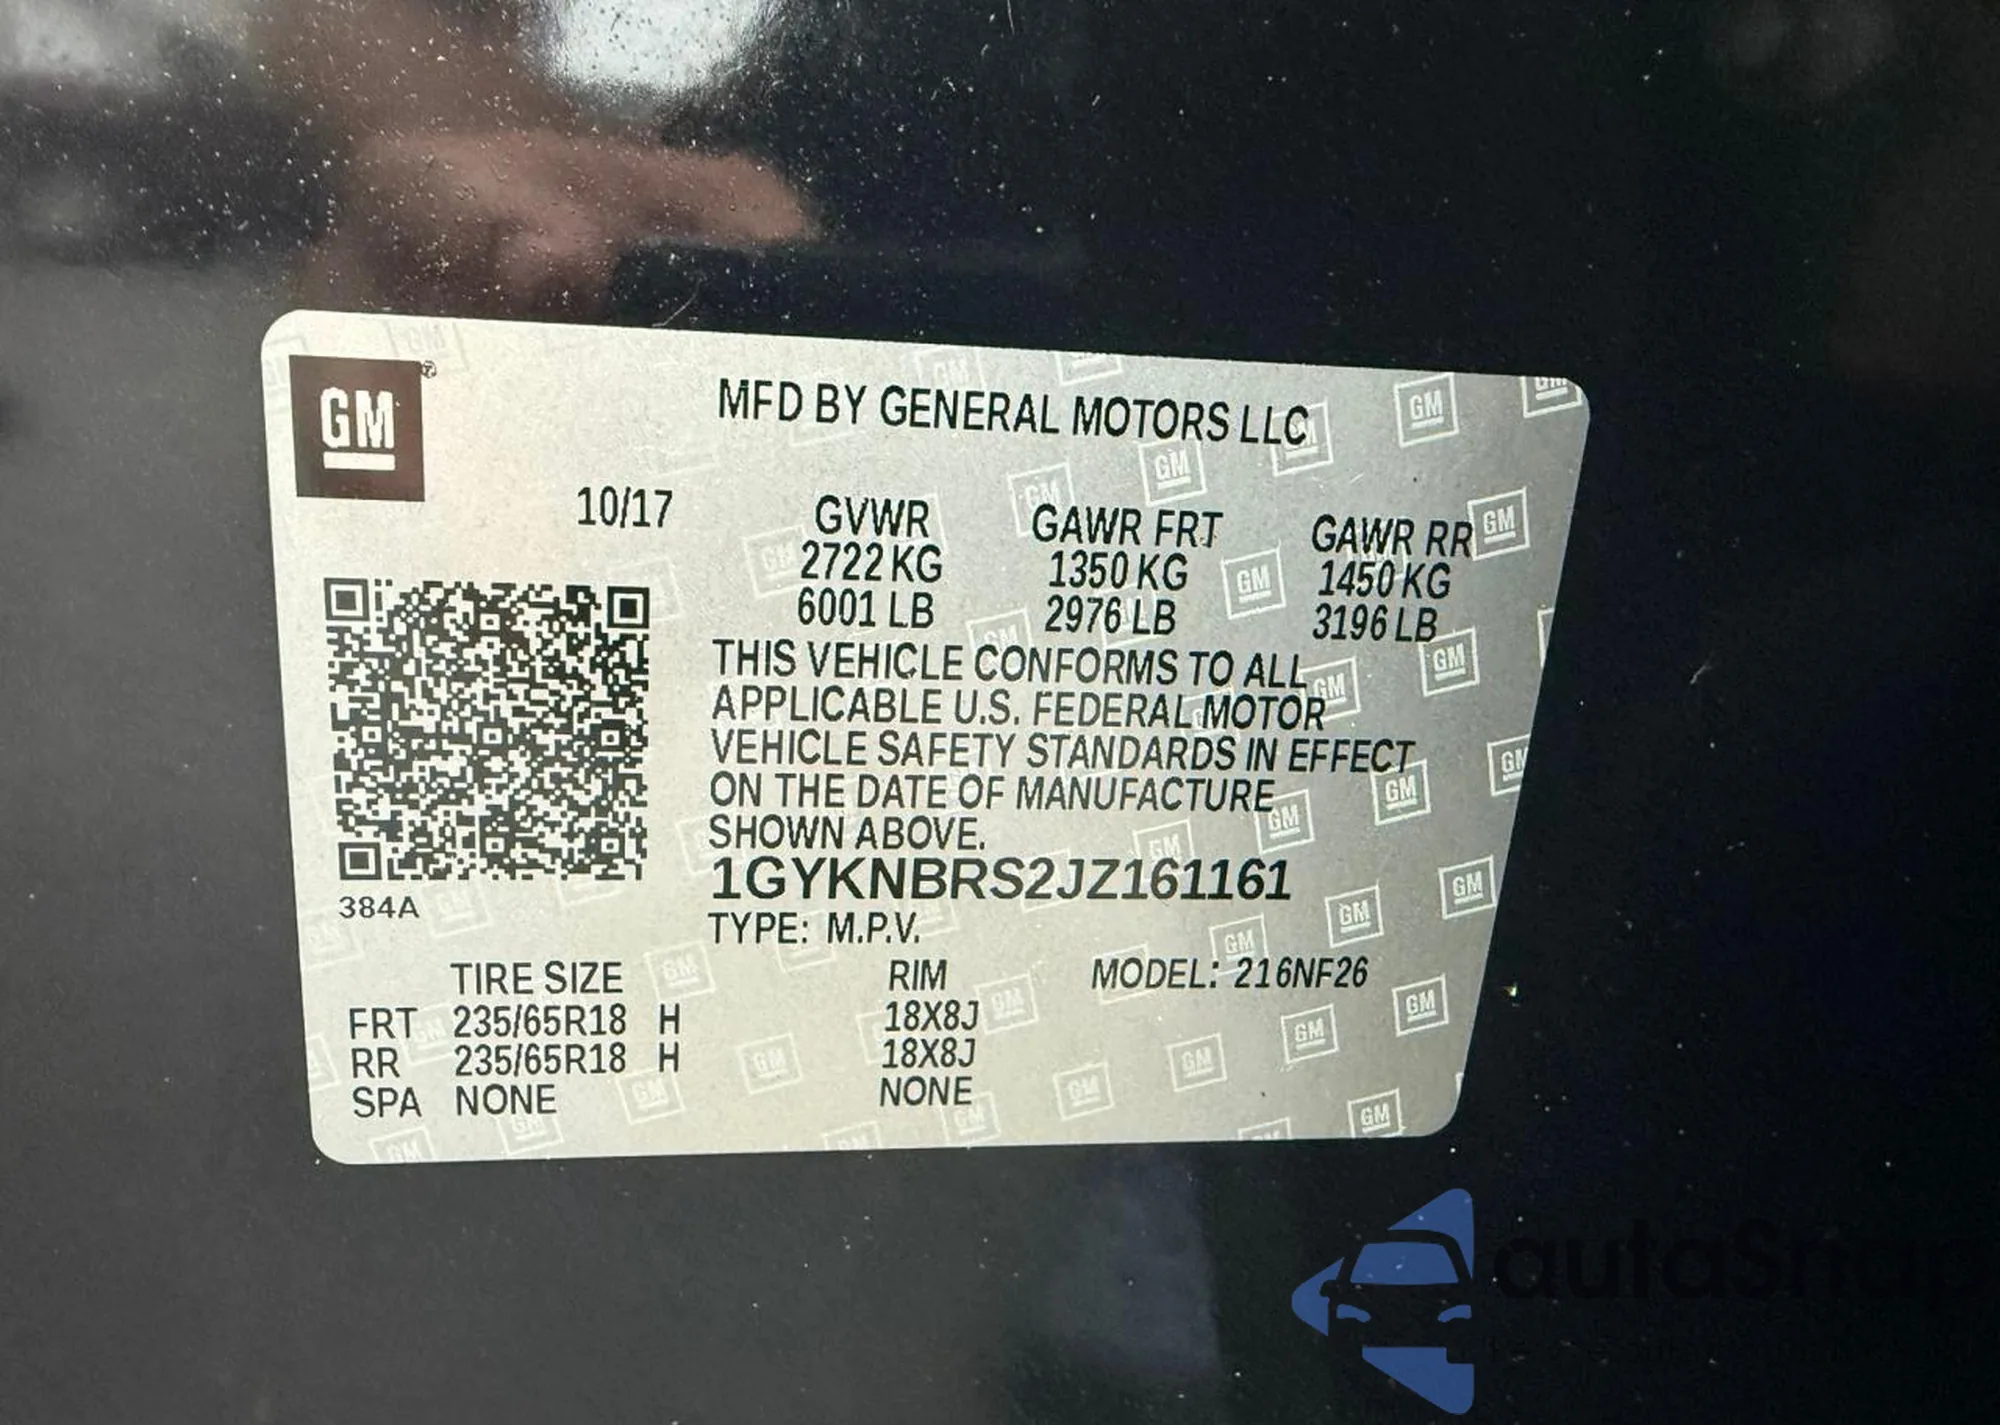 GM
MFD BY GENERAL MOTORS LLC
10/17
GVWR GAWR FRT GAWR RR
2722 KG 1350 KG 1450 KG
6001 LB 2976 LB 3196 LB
THIS VEHICLE CONFORMS TO ALL
APPLICABLE U.S. FEDERAL MOTOR
VEHICLE SAFETY STANDARDS IN EFFECT
ON THE DATE OF MANUFACTURE
SHOWN ABOVE.
1GYKNBRS2JZ161161
384A
TYPE: M.P.V.
TIRE SIZE RIM MODEL: 216NF26
FRT 235/65R18 H 18X8J
RR 235/65R18 H 18X8J
SPA NONE NONE
autoSnap